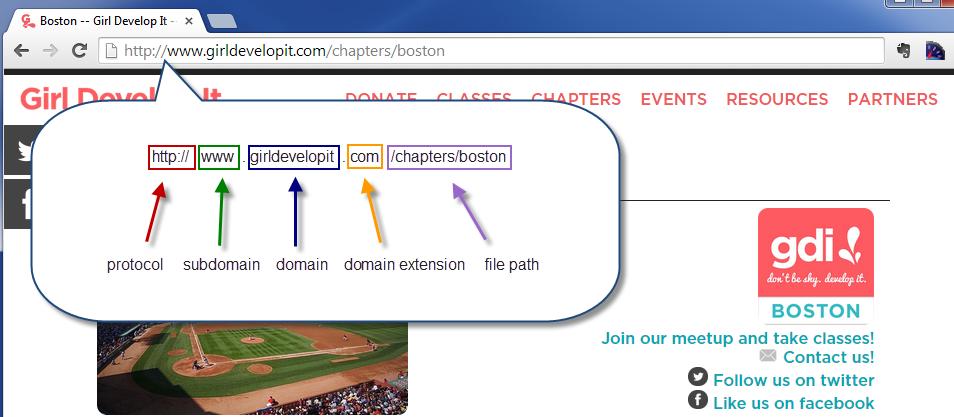 Boston -- Girl Develop It --
http://www.girldevelopit.com/chapters/boston
Girl Develop It
DONATE CLASSES CHAPTERS EVENTS RESOURCES PARTNERS
http:// www . girldevelopit . com /chapters/boston
protocol subdomain domain domain extension file path
gdi
don't be shy. develop it.
BOSTON
Join our meetup and take classes!
Contact us!
Follow us on twitter
Like us on facebook